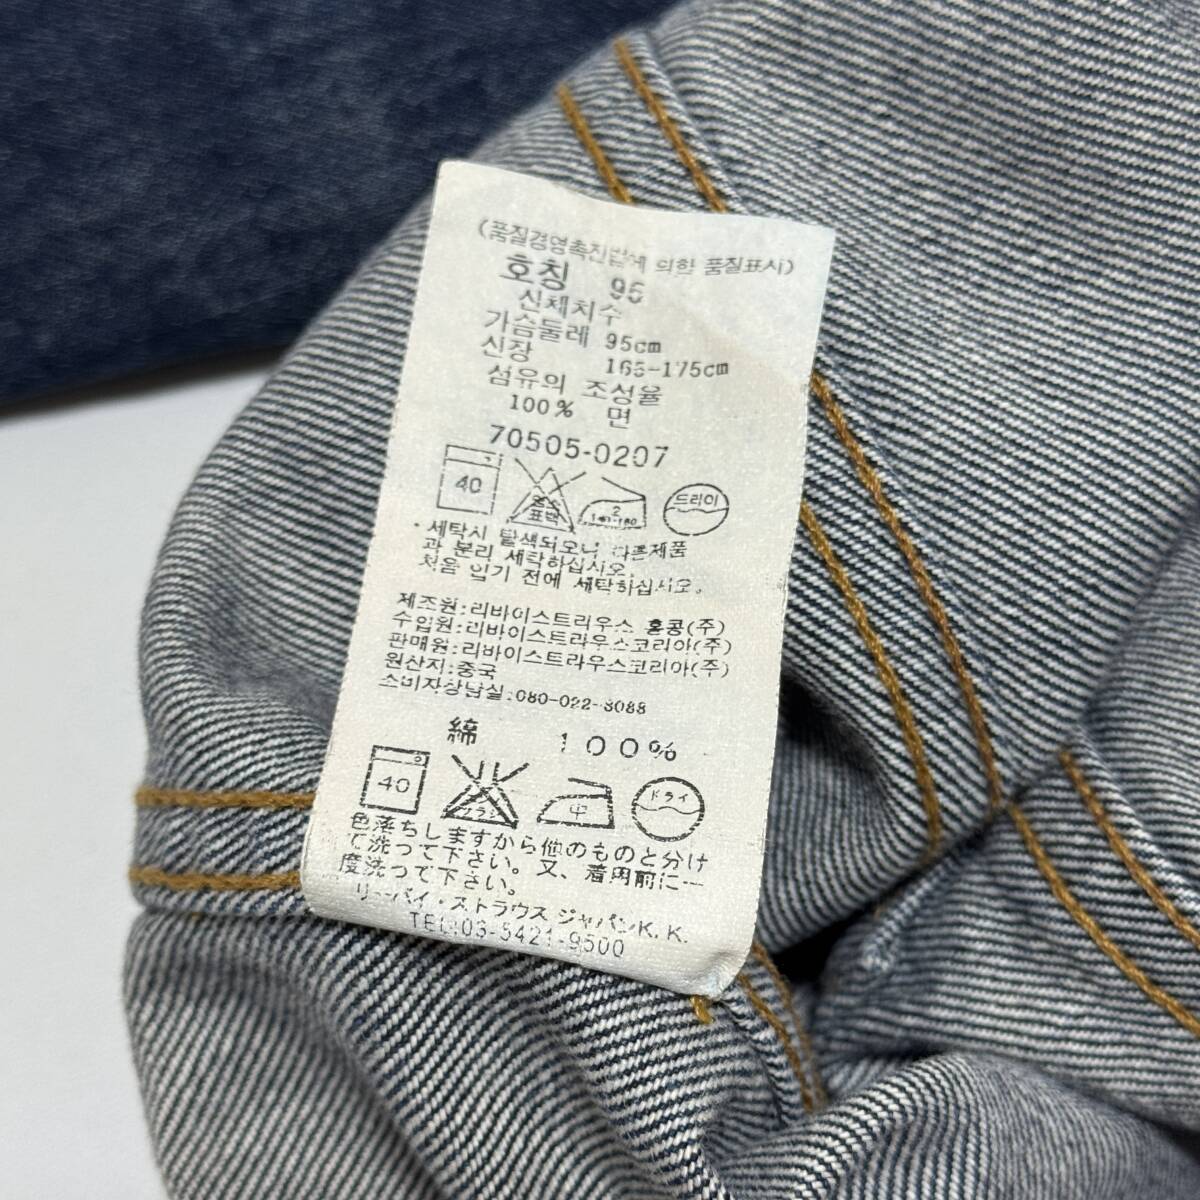 (품질경영촉진법에 의한 품질표시)
호칭 95
신체치수
가슴둘레 95cm
신장 165-175cm
섬유의 조성율
100% 면
70505-0207
40 염소 표백 2 드라이
· 세탁시 탈색되오니 다른제품
과 분리 세탁하십시오.
처음 입기 전에 세탁하십시오.
제조원:리바이스트라우스 홍콩(주)
수입원:리바이스트라우스코리아(주)
판매원:리바이스트라우스코리아(주)
원산지:중국
소비자상담실:080-022-8088
綿 100%
40 中 ドライ
色落ちしますから他のものと分け
て洗って下さい。又、着用前に一
度洗って下さい。
リーバイ・ストラウス ジャパンK.K.
TEL:03-5421-9500